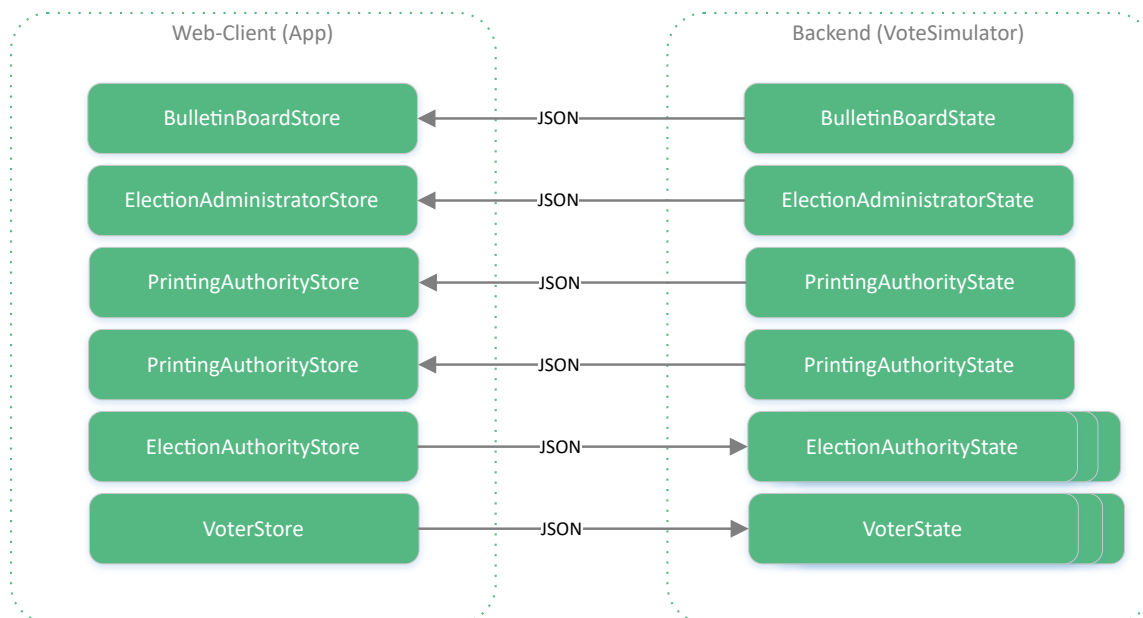 Web-Client (App)
Backend (VoteSimulator)
BulletinBoardStore
JSON
BulletinBoardState
ElectionAdministratorStore
JSON
ElectionAdministratorState
PrintingAuthorityStore
JSON
PrintingAuthorityState
PrintingAuthorityStore
JSON
PrintingAuthorityState
ElectionAuthorityStore
JSON
ElectionAuthorityState
VoterStore
JSON
VoterState